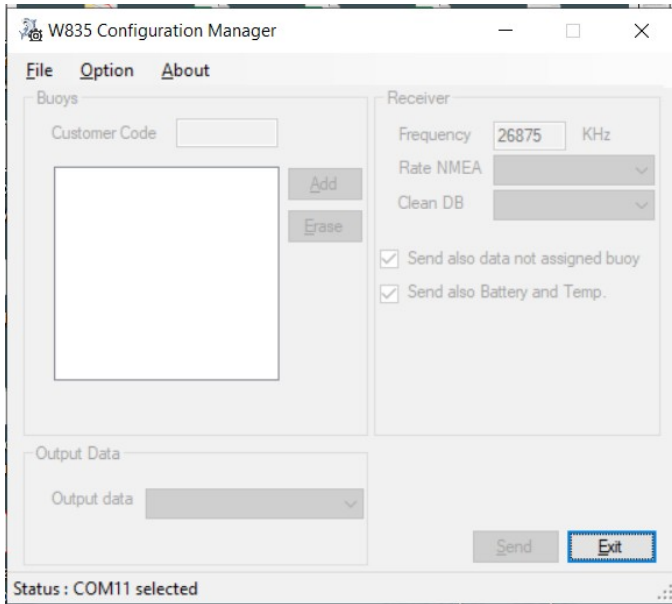 W835 Configuration Manager
File Option About
Buoys
Customer Code
Add
Erase
Receiver
Frequency 26875 KHz
Rate NMEA
Clean DB
Send also data not assigned buoy
Send also Battery and Temp.
Output Data
Output data
Send Exit
Status : COM11 selected